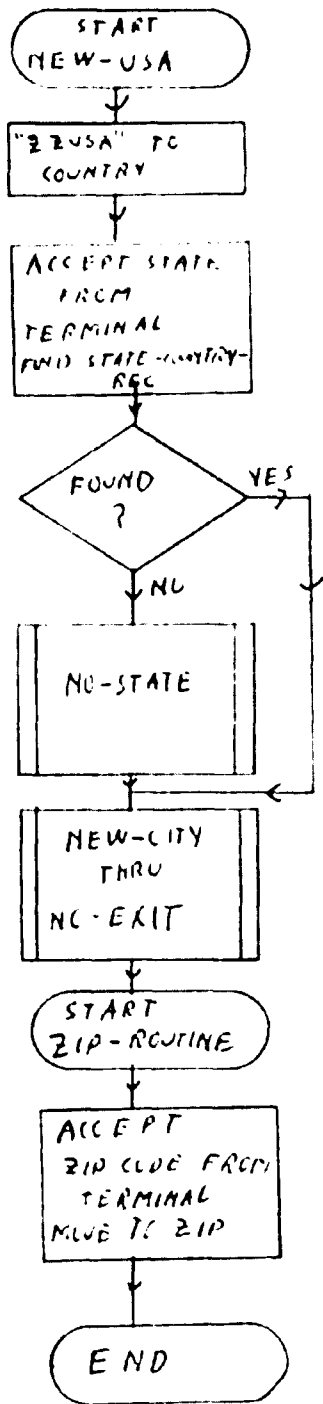 START
NEW-USA
"ZZUSA" TO
COUNTRY
ACCEPT STATE
FROM
TERMINAL
FIND STATE-COUNTRY-
REC
FOUND
?
YES
NO
NO-STATE
NEW-CITY
THRU
NC-EXIT
START
ZIP-ROUTINE
ACCEPT
ZIP CODE FROM
TERMINAL
MOVE TO ZIP
END